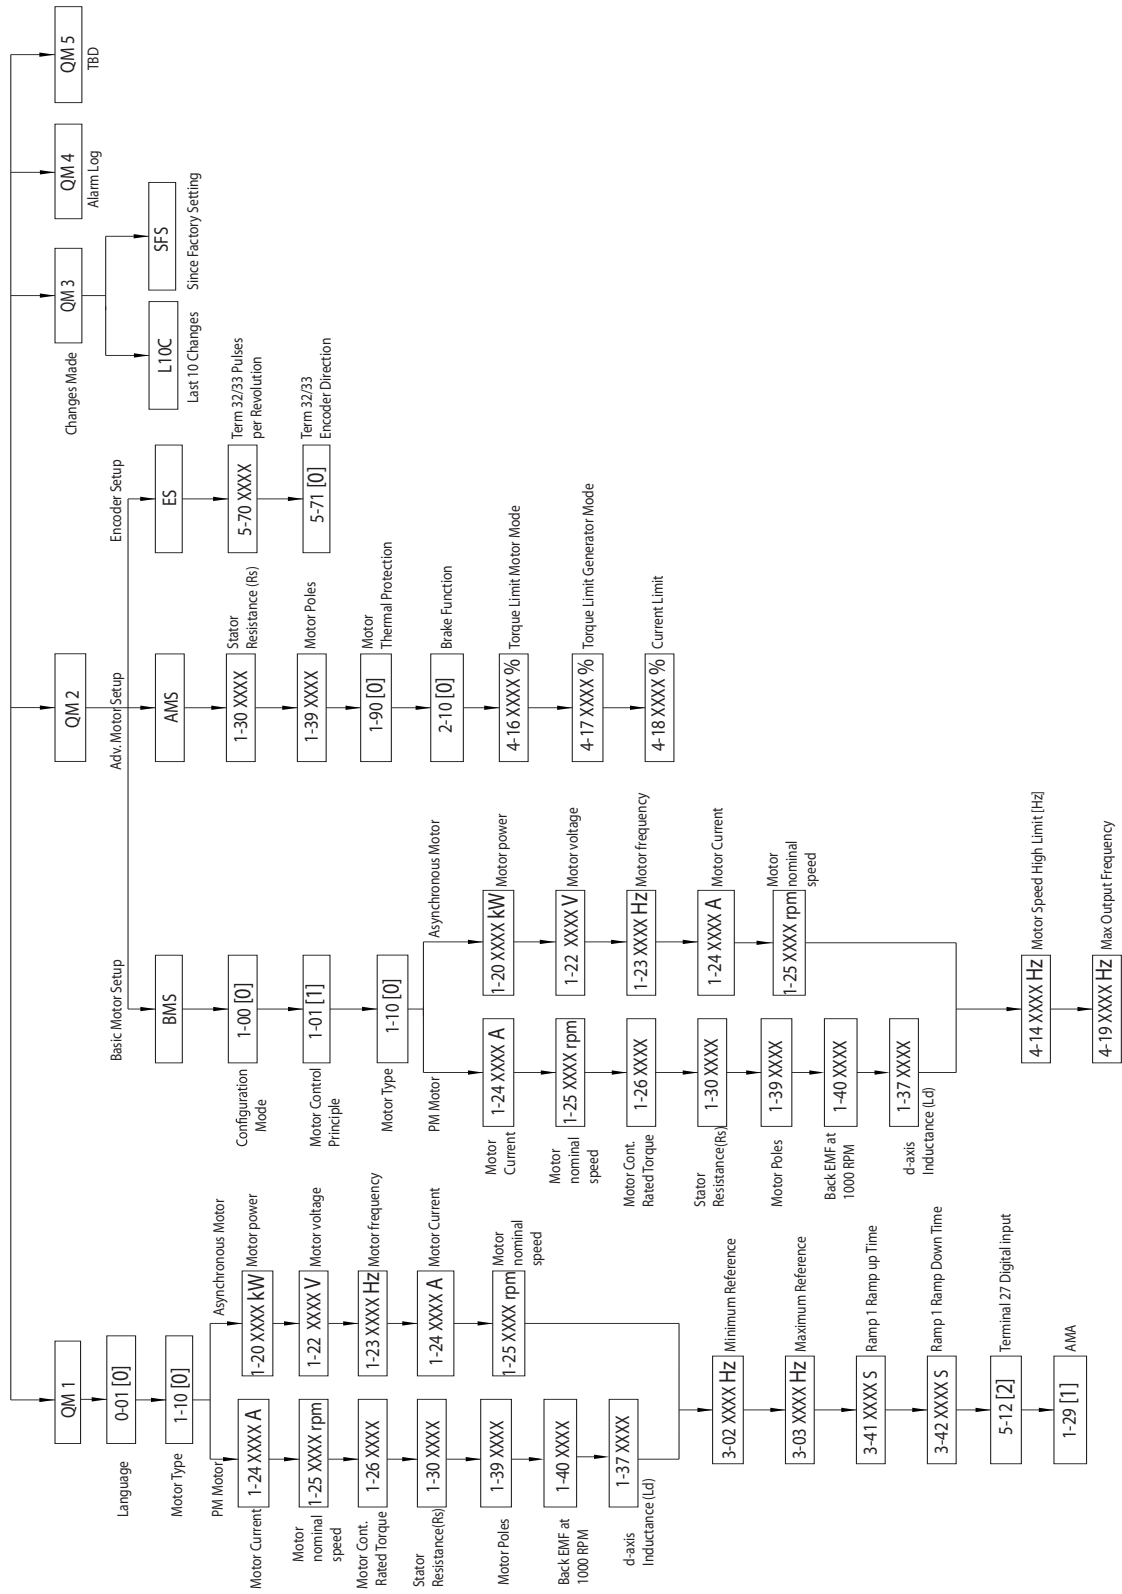 QM 1
Language
0-01 [0]
Motor Type
1-10 [0]
PM Motor
Motor Current
1-24 XXXX A
Motor
nominal
speed
1-25 XXXX rpm
Motor Cont.
Rated Torque
1-26 XXXX
Stator
Resistance(Rs)
1-30 XXXX
Motor Poles
1-39 XXXX
Back EMF at
1000 RPM
1-40 XXXX
d-axis
Inductance (Ld)
1-37 XXXX
Asynchronous Motor
1-20 XXXX kW
Motor power
1-22 XXXX V
Motor voltage
1-23 XXXX Hz
Motor frequency
1-24 XXXX A
Motor Current
1-25 XXXX rpm
Motor
nominal
speed
3-02 XXXX Hz
Minimum Reference
3-03 XXXX Hz
Maximum Reference
3-41 XXXX S
Ramp 1 Ramp up Time
3-42 XXXX S
Ramp 1 Ramp Down Time
5-12 [2]
Terminal 27 Digital input
1-29 [1]
AMA
QM 2
Basic Motor Setup
BMS
Configuration
Mode
1-00 [0]
Motor Control
Principle
1-01 [1]
Motor Type
1-10 [0]
PM Motor
Motor
Current
1-24 XXXX A
Motor
nominal
speed
1-25 XXXX rpm
Motor Cont.
Rated Torque
1-26 XXXX
Stator
Resistance(Rs)
1-30 XXXX
Motor Poles
1-39 XXXX
Back EMF at
1000 RPM
1-40 XXXX
d-axis
Inductance (Ld)
1-37 XXXX
Asynchronous Motor
1-20 XXXX kW
Motor power
1-22 XXXX V
Motor voltage
1-23 XXXX Hz
Motor frequency
1-24 XXXX A
Motor Current
1-25 XXXX rpm
Motor
nominal
speed
4-14 XXXX Hz
Motor Speed High Limit [Hz]
4-19 XXXX Hz
Max Output Frequency
Adv. Motor Setup
AMS
1-30 XXXX
Stator
Resistance (Rs)
1-39 XXXX
Motor Poles
1-90 [0]
Motor
Thermal Protection
2-10 [0]
Brake Function
4-16 XXXX %
Torque Limit Motor Mode
4-17 XXXX %
Torque Limit Generator Mode
4-18 XXXX %
Current Limit
Encoder Setup
ES
5-70 XXXX
Term 32/33 Pulses
per Revolution
5-71 [0]
Term 32/33
Encoder Direction
Changes Made
QM 3
L10C
Last 10 Changes
SFS
Since Factory Setting
QM 4
Alarm Log
QM 5
TBD